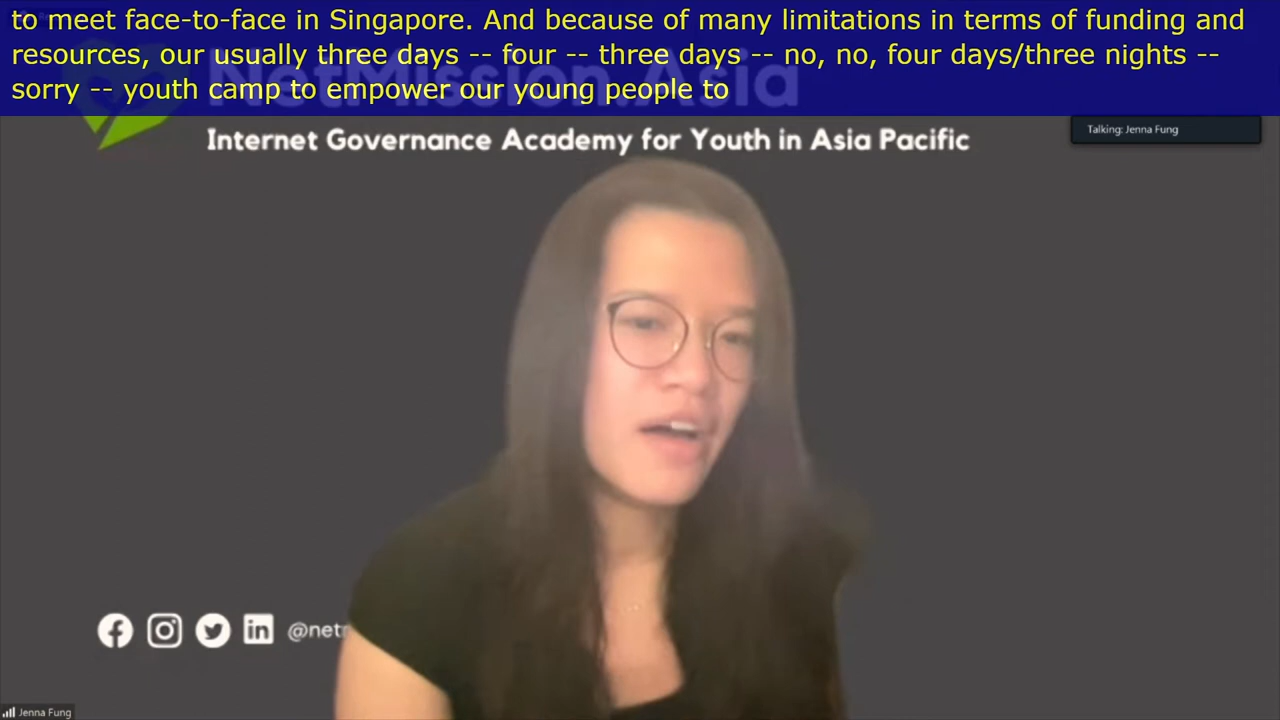 to meet face-to-face in Singapore. And because of many limitations in terms of funding and
resources, our usually three days -- four -- three days -- no, no, four days/three nights --
sorry -- youth camp to empower our young people to
NetMission.Asia
Internet Governance Academy for Youth in Asia Pacific
Talking: Jenna Fung
@net
Jenna Fung